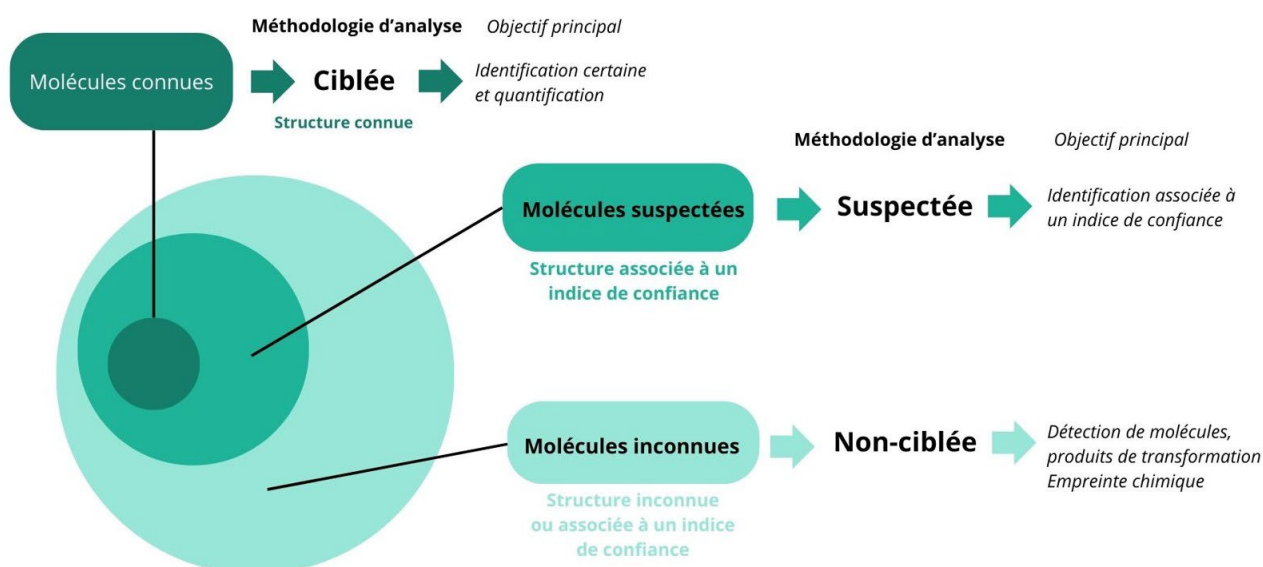 Méthodologie d'analyse
Objectif principal
Molécules connues
Ciblée
Identification certaine
et quantification
Structure connue
Méthodologie d'analyse
Objectif principal
Molécules suspectées
Suspectée
Identification associée à
un indice de confiance
Structure associée à un
indice de confiance
Molécules inconnues
Non-ciblée
Détection de molécules,
produits de transformation
Empreinte chimique
Structure inconnue
ou associée à un indice
de confiance